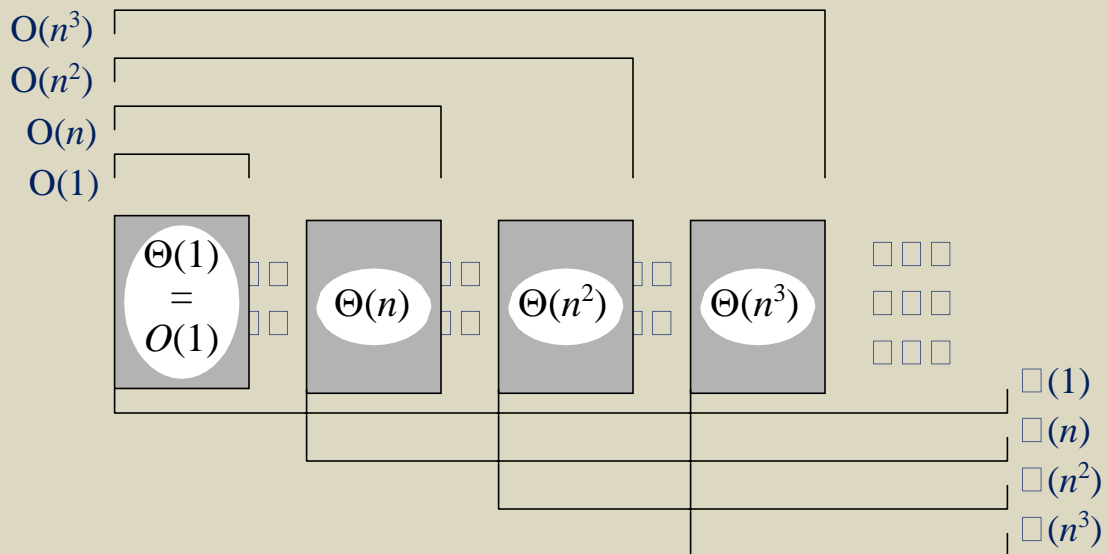 O(n³)
O(n²)
O(n)
O(1)
Θ(1)
=
O(1)
Θ(n)
Θ(n²)
Θ(n³)
□□ □□ □□ □□□
□□ □□ □□ □□□
□□□
□(1)
□(n)
□(n²)
□(n³)